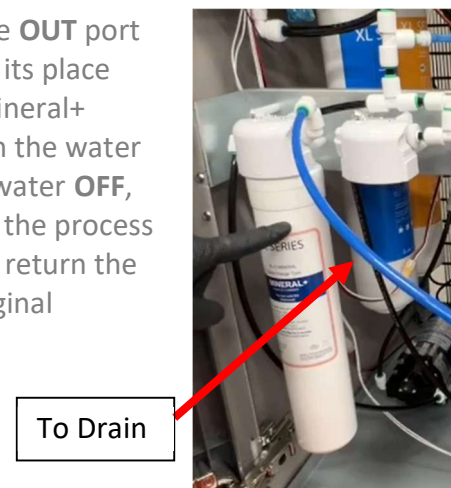 e OUT port
its place
ineral+
n the water
water OFF,
the process
return the
ginal
XL S
SERIES
MINERAL+
To Drain